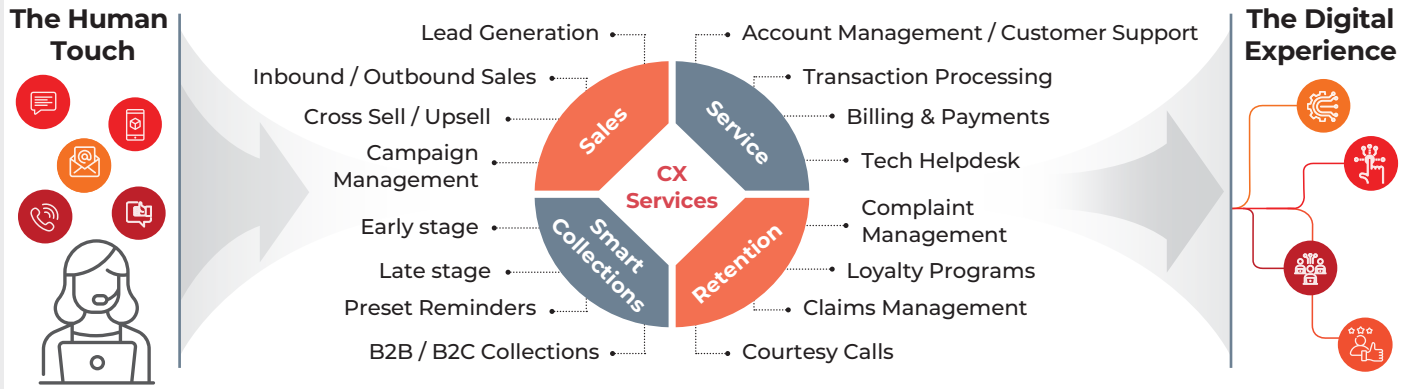 The Human
Touch
Lead Generation
Inbound / Outbound Sales
Cross Sell / Upsell
Campaign
Management
Early stage
Late stage
Preset Reminders
B2B / B2C Collections
Sales
Service
CX
Services
Smart
Collections
Retention
Account Management / Customer Support
Transaction Processing
Billing & Payments
Tech Helpdesk
Complaint
Management
Loyalty Programs
Claims Management
Courtesy Calls
The Digital
Experience